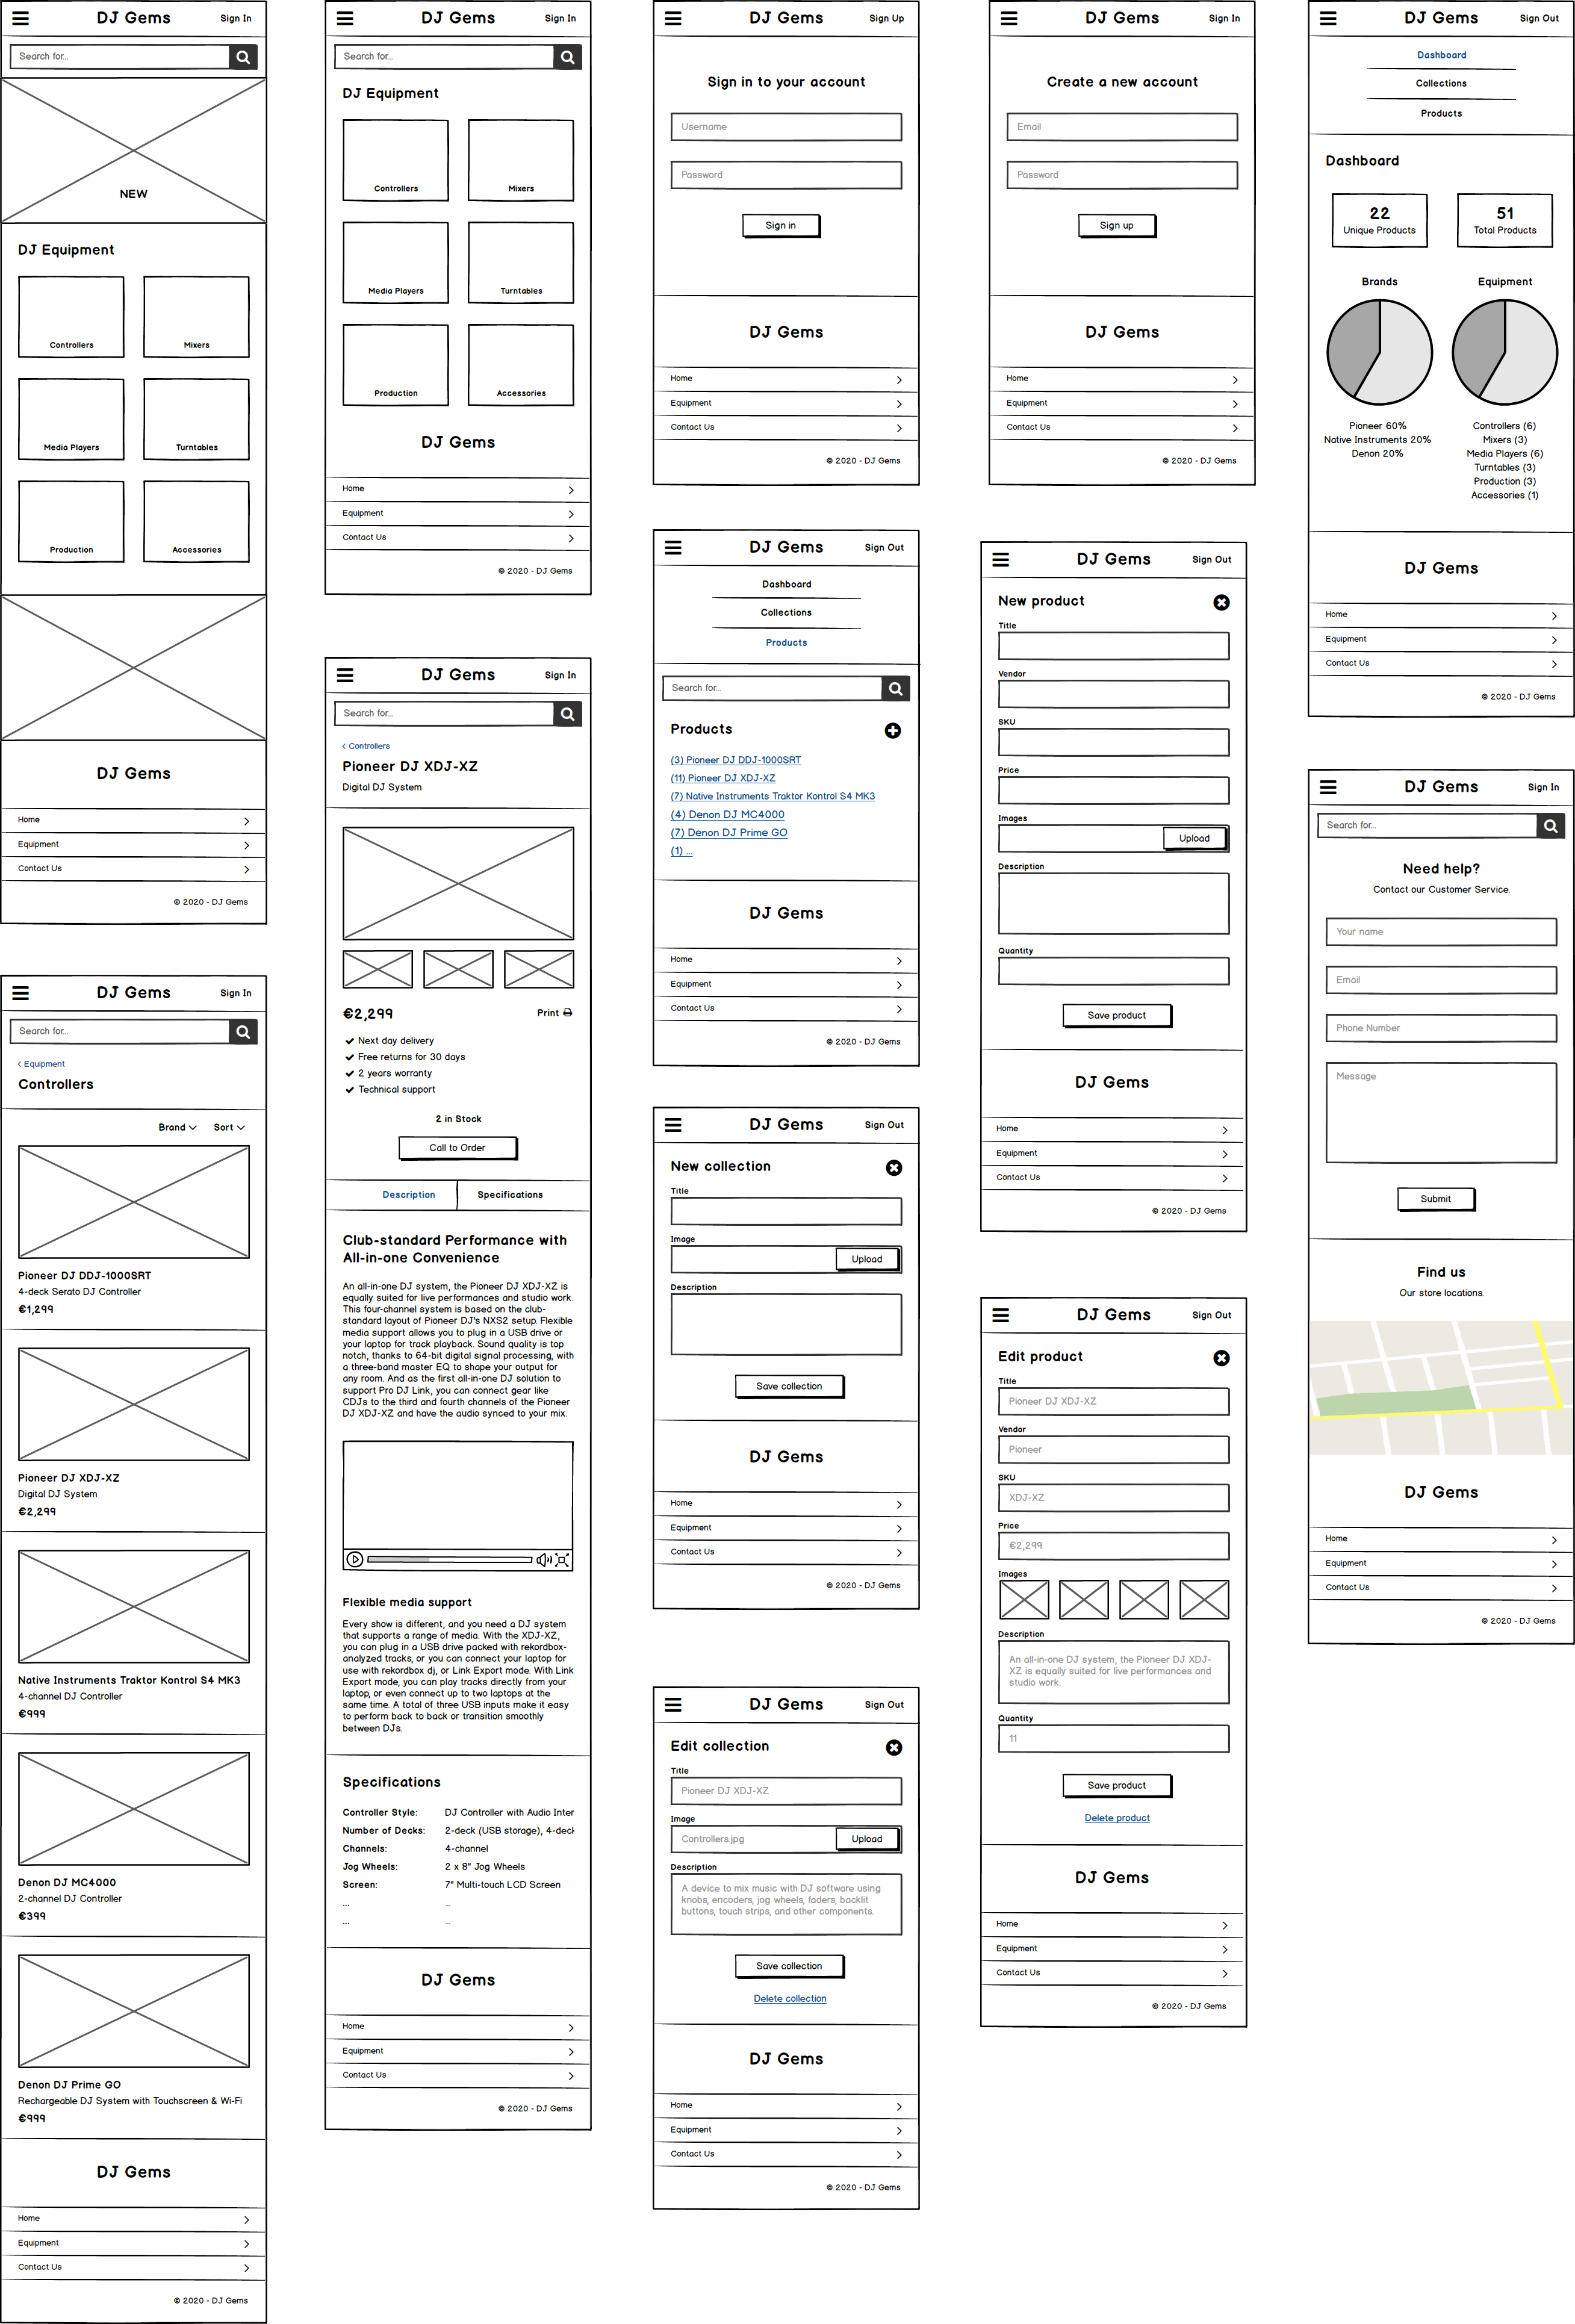 DJ Gems
Sign In
Search for...
NEW
DJ Equipment
Controllers
Mixers
Media Players
Turntables
Production
Accessories
DJ Gems
Home
Equipment
Contact Us
© 2020 - DJ Gems
DJ Gems
Sign In
Search for...
‹ Equipment
Controllers
Brand
Sort
Pioneer DJ DDJ-1000SRT
4-deck Serato DJ Controller
€1,299
Pioneer DJ XDJ-XZ
Digital DJ System
€2,299
Native Instruments Traktor Kontrol S4 MK3
4-channel DJ Controller
€999
Denon DJ MC4000
2-channel DJ Controller
€399
Denon DJ Prime GO
Rechargeable DJ System with Touchscreen & Wi-Fi
€999
DJ Gems
Home
Equipment
Contact Us
© 2020 - DJ Gems
DJ Gems
Sign In
Search for...
DJ Equipment
Controllers
Mixers
Media Players
Turntables
Production
Accessories
DJ Gems
Home
Equipment
Contact Us
© 2020 - DJ Gems
DJ Gems
Sign In
Search for...
‹ Controllers
Pioneer DJ XDJ-XZ
Digital DJ System
€2,299
Print
Next day delivery
Free returns for 30 days
2 years worranty
Technical support
2 in Stock
Call to Order
Description
Specifications
Club-standard Performance with
All-in-one Convenience
An all-in-one DJ system, the Pioneer DJ XDJ-XZ is
equally suited for live performances and studio work.
This four-channel system is based on the club-
standard layout of Pioneer DJ's NXS2 setup. Flexible
media support allows you to plug in a USB drive or
your laptop for track playback. Sound quality is top
notch, thanks to 64-bit digital signal processing, with
a three-band master EQ to shape your output for
any room. And as the first all-in-one DJ solution to
support Pro DJ Link, you can connect gear like
CDJs to the third and fourth channels of the Pioneer
DJ XDJ-XZ and have the audio synced to your mix.
Flexible media support
Every show is different, and you need a DJ system
that supports a range of media. With the XDJ-XZ,
you can plug in a USB drive packed with rekordbox-
analyzed tracks, or you can connect your laptop for
use with rekordbox dj, or Link Export mode. With Link
Export mode, you can play tracks directly from your
laptop, or even connect up to two laptops at the
same time. A total of three USB inputs make it easy
to perform back to back or transition smoothly
between DJs.
Specifications
Controller Style: DJ Controller with Audio Inter
Number of Decks: 2-deck (USB storage), 4-deck
Channels: 4-channel
Jog Wheels: 2 x 8" Jog Wheels
Screen: 7" Multi-touch LCD Screen
... ...
... ...
DJ Gems
Home
Equipment
Contact Us
© 2020 - DJ Gems
DJ Gems
Sign Up
Sign in to your account
Username
Password
Sign in
DJ Gems
Home
Equipment
Contact Us
© 2020 - DJ Gems
DJ Gems
Sign Out
Dashboard
Collections
Products
Search for...
Products
(3) Pioneer DJ DDJ-1000SRT
(11) Pioneer DJ XDJ-XZ
(7) Native Instruments Traktor Kontrol S4 MK3
(4) Denon DJ MC4000
(7) Denon DJ Prime GO
(1) ...
DJ Gems
Home
Equipment
Contact Us
© 2020 - DJ Gems
DJ Gems
Sign Out
New collection
Title
Image
Upload
Description
Save collection
DJ Gems
Home
Equipment
Contact Us
© 2020 - DJ Gems
DJ Gems
Sign Out
Edit collection
Title
Pioneer DJ XDJ-XZ
Image
Controllers.jpg
Upload
Description
A device to mix music with DJ software using
knobs, encoders, jog wheels, faders, backlit
buttons, touch strips, and other components.
Save collection
Delete collection
DJ Gems
Home
Equipment
Contact Us
© 2020 - DJ Gems
DJ Gems
Sign In
Create a new account
Email
Password
Sign up
DJ Gems
Home
Equipment
Contact Us
© 2020 - DJ Gems
DJ Gems
Sign Out
New product
Title
Vendor
SKU
Price
Images
Upload
Description
Quantity
Save product
DJ Gems
Home
Equipment
Contact Us
© 2020 - DJ Gems
DJ Gems
Sign Out
Edit product
Title
Pioneer DJ XDJ-XZ
Vendor
Pioneer
SKU
XDJ-XZ
Price
€2,299
Images
Description
An all-in-one DJ system, the Pioneer DJ XDJ-
XZ is equally suited for live performances and
studio work.
Quantity
11
Save product
Delete product
DJ Gems
Home
Equipment
Contact Us
© 2020 - DJ Gems
DJ Gems
Sign Out
Dashboard
Collections
Products
Dashboard
22
Unique Products
51
Total Products
Brands
Pioneer 60%
Native Instruments 20%
Denon 20%
Equipment
Controllers (6)
Mixers (3)
Media Players (6)
Turntables (3)
Production (3)
Accessories (1)
DJ Gems
Home
Equipment
Contact Us
© 2020 - DJ Gems
DJ Gems
Sign In
Search for...
Need help?
Contact our Customer Service.
Your name
Email
Phone Number
Message
Submit
Find us
Our store locations.
DJ Gems
Home
Equipment
Contact Us
© 2020 - DJ Gems